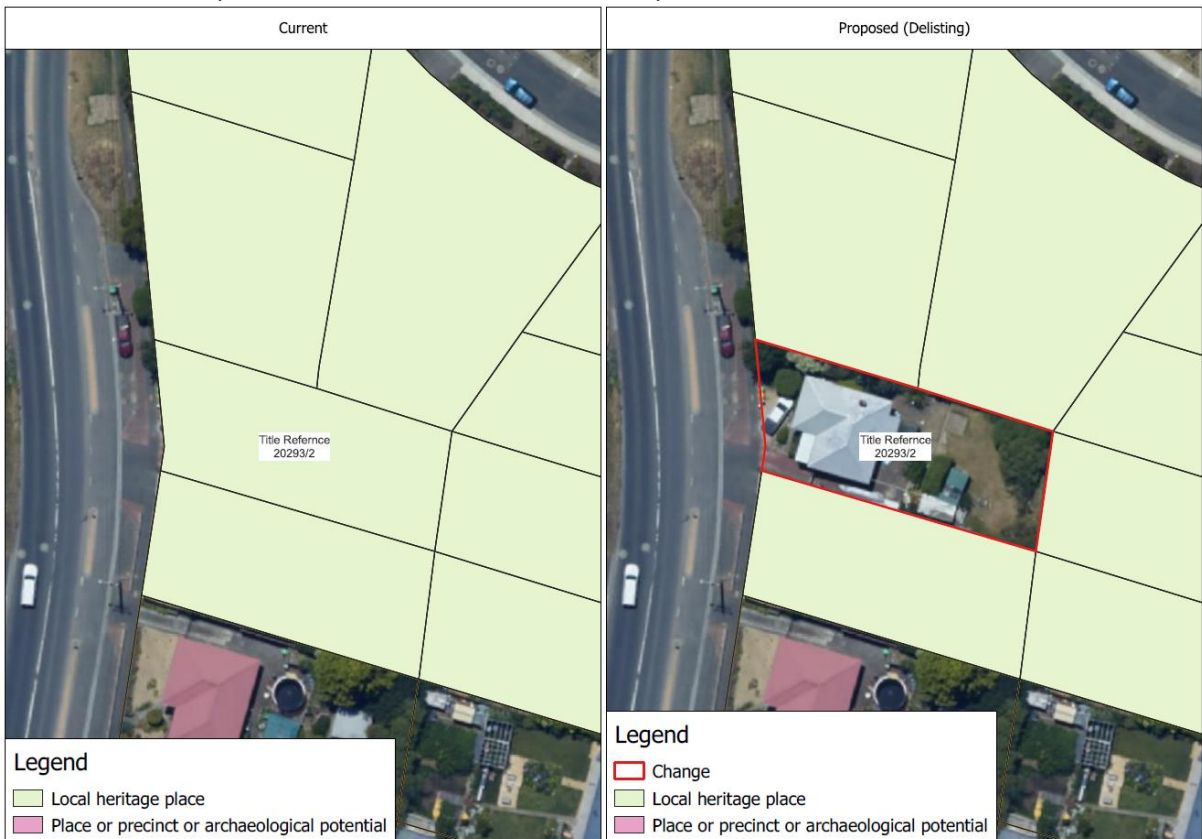 Current
Title Refernce
20293/2
Legend
Local heritage place
Place or precinct or archaeological potential
Proposed (Delisting)
Title Refernce
20293/2
Legend
Change
Local heritage place
Place or precinct or archaeological potential